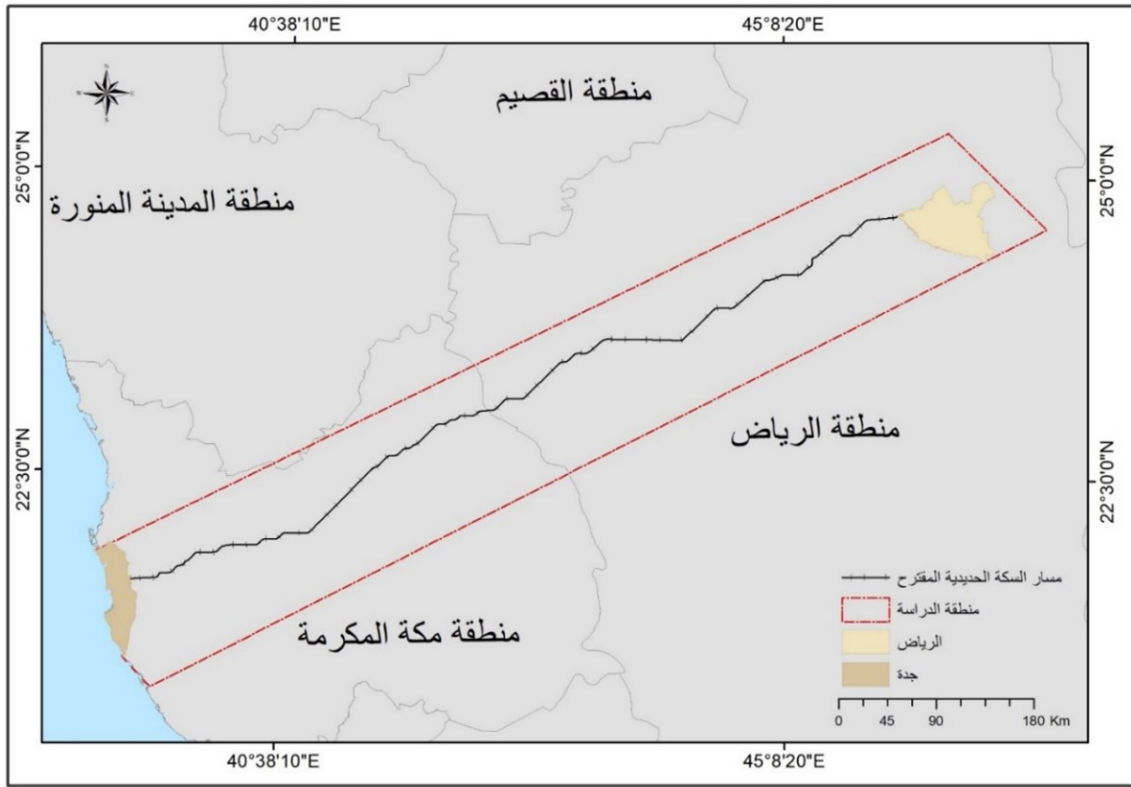 40°38'10"E
45°8'20"E
منطقة القصيم
25°0'0"N
25°0'0"N
منطقة المدينة المنورة
منطقة الرياض
22°30'0"N
22°30'0"N
منطقة مكة المكرمة
مسار السكة الحديدية المقترح
منطقة الدراسة
الرياض
جدة
0 45 90 180 Km
40°38'10"E
45°8'20"E